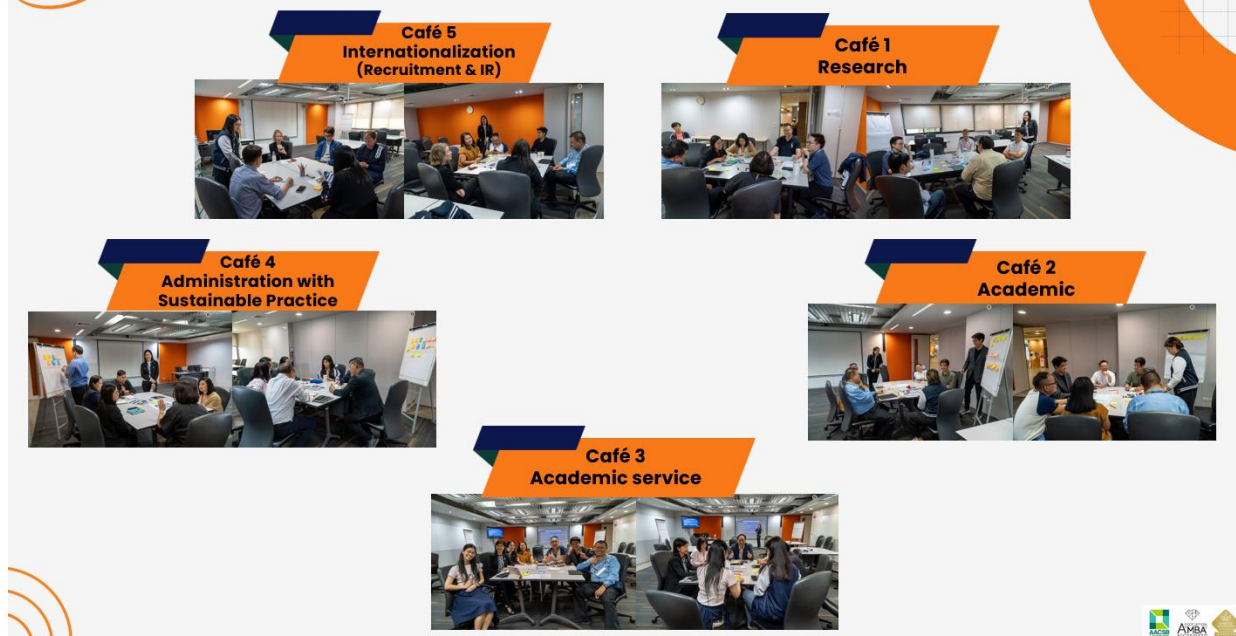 Café 5
Internationalization
(Recruitment & IR)
Café 1
Research
Café 4
Administration with
Sustainable Practice
Café 2
Academic
Café 3
Academic service
AACSB
AMBA